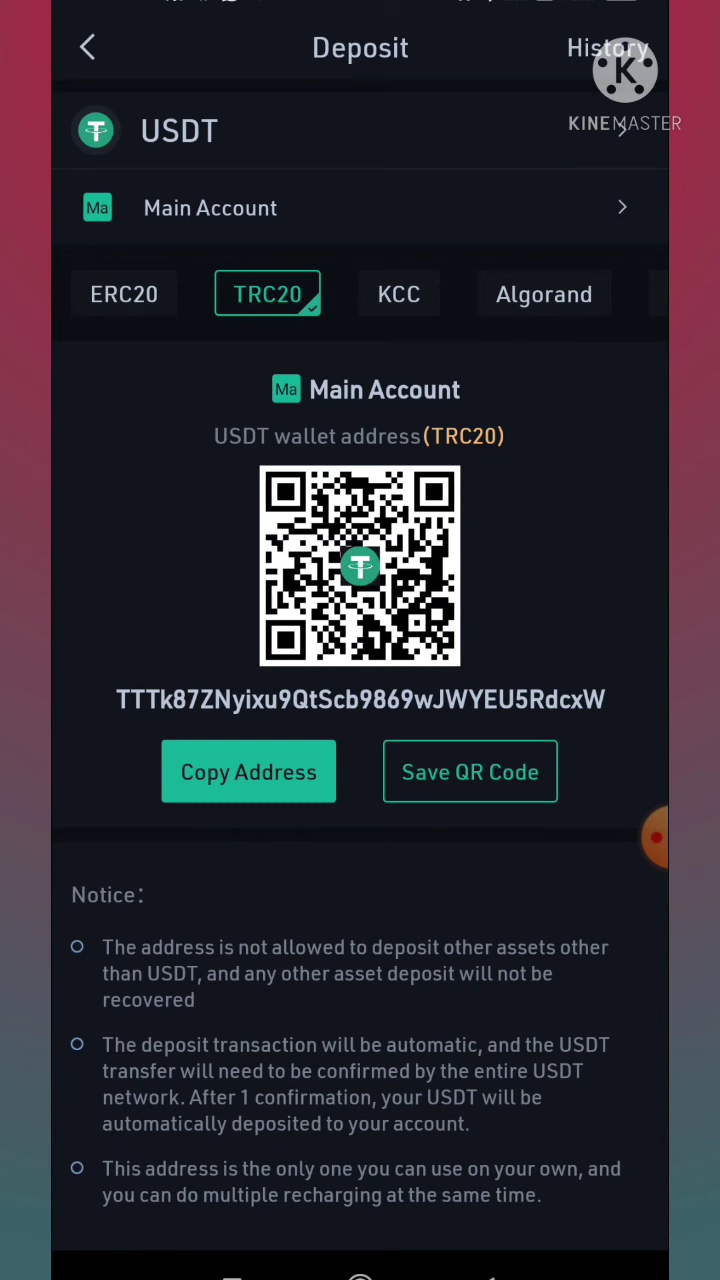 Deposit
History
K
KINEMASTER
USDT
Ma Main Account
ERC20 TRC20 KCC Algorand
Ma Main Account
USDT wallet address(TRC20)
TTTk87ZNyixu9QtScb9869wJWYEU5RdcxW
Copy Address Save QR Code
Notice:
The address is not allowed to deposit other assets other
than USDT, and any other asset deposit will not be
recovered
The deposit transaction will be automatic, and the USDT
transfer will need to be confirmed by the entire USDT
network. After 1 confirmation, your USDT will be
automatically deposited to your account.
This address is the only one you can use on your own, and
you can do multiple recharging at the same time.